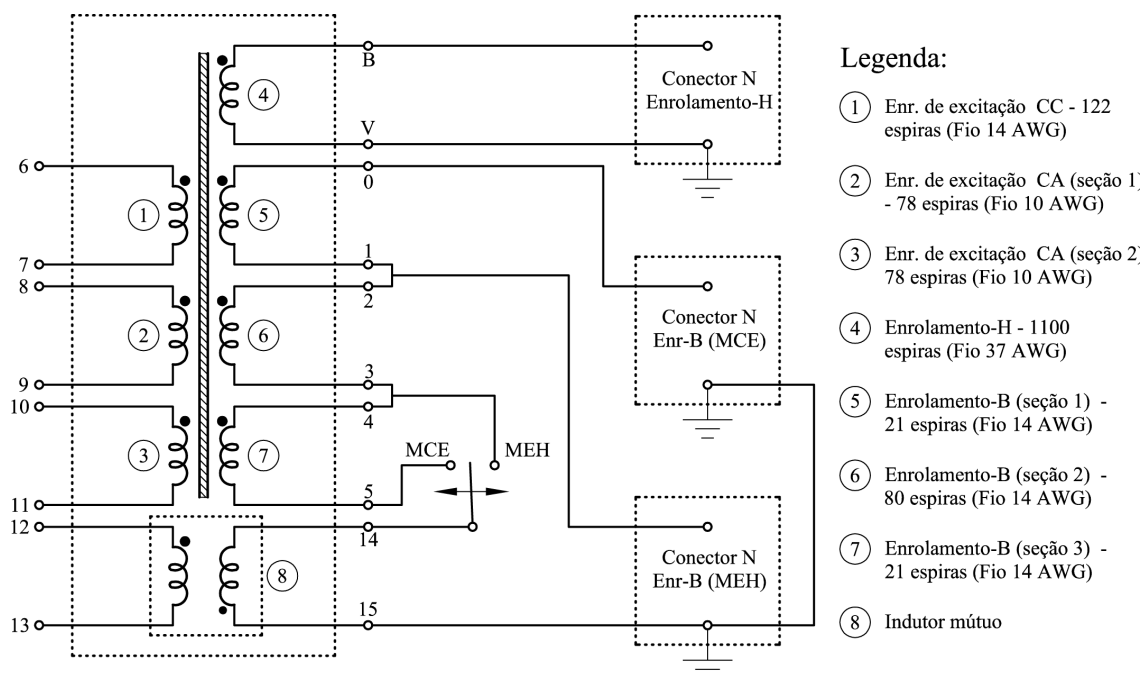 B
V
0
1
2
3
4
5
14
15
6
7
8
9
10
11
12
13
4
1
5
2
6
3
7
8
MCE
MEH
Conector N
Enrolamento-H
Conector N
Enr-B (MCE)
Conector N
Enr-B (MEH)
Legenda:
1 Enr. de excitação CC - 122
espiras (Fio 14 AWG)
2 Enr. de excitação CA (seção 1)
- 78 espiras (Fio 10 AWG)
3 Enr. de excitação CA (seção 2)
78 espiras (Fio 10 AWG)
4 Enrolamento-H - 1100
espiras (Fio 37 AWG)
5 Enrolamento-B (seção 1) -
21 espiras (Fio 14 AWG)
6 Enrolamento-B (seção 2) -
80 espiras (Fio 14 AWG)
7 Enrolamento-B (seção 3) -
21 espiras (Fio 14 AWG)
8 Indutor mútuo